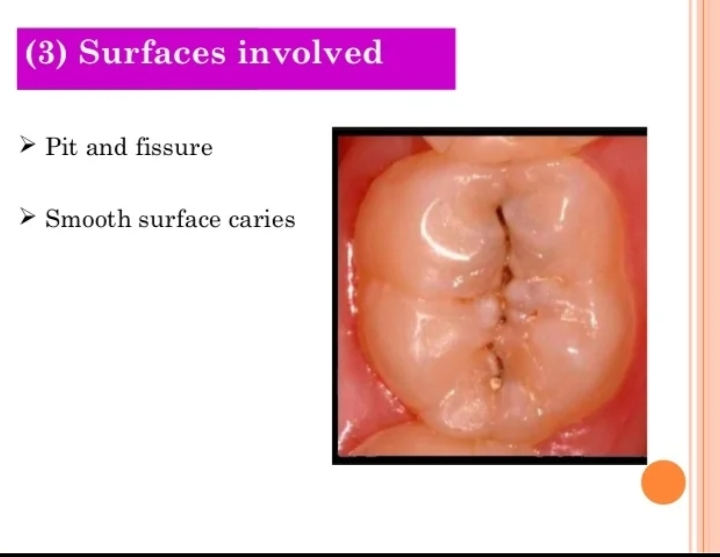 (3) Surfaces involved
➢ Pit and fissure
➢ Smooth surface caries